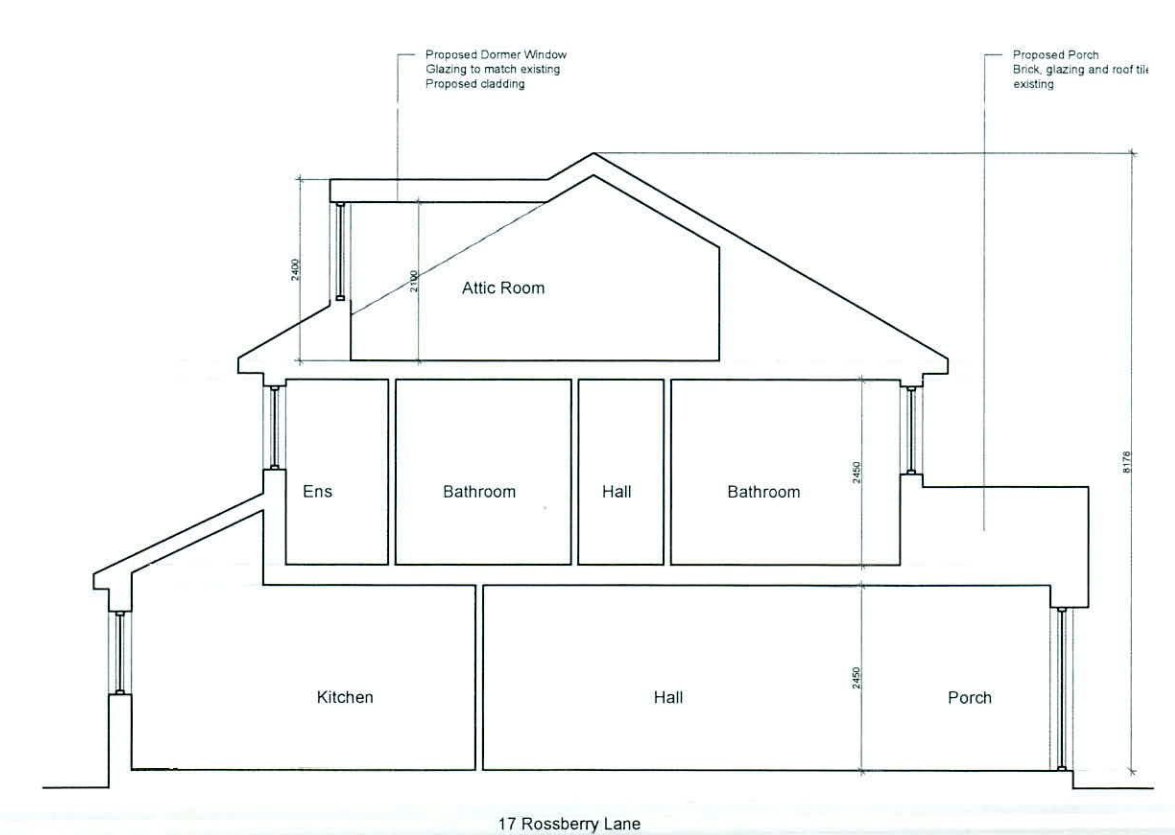 Proposed Dormer Window
Glazing to match existing
Proposed cladding
Proposed Porch
Brick, glazing and roof tile
existing
2400
2100
Attic Room
8178
2450
Ens
Bathroom
Hall
Bathroom
2450
Kitchen
Hall
Porch
17 Rossberry Lane